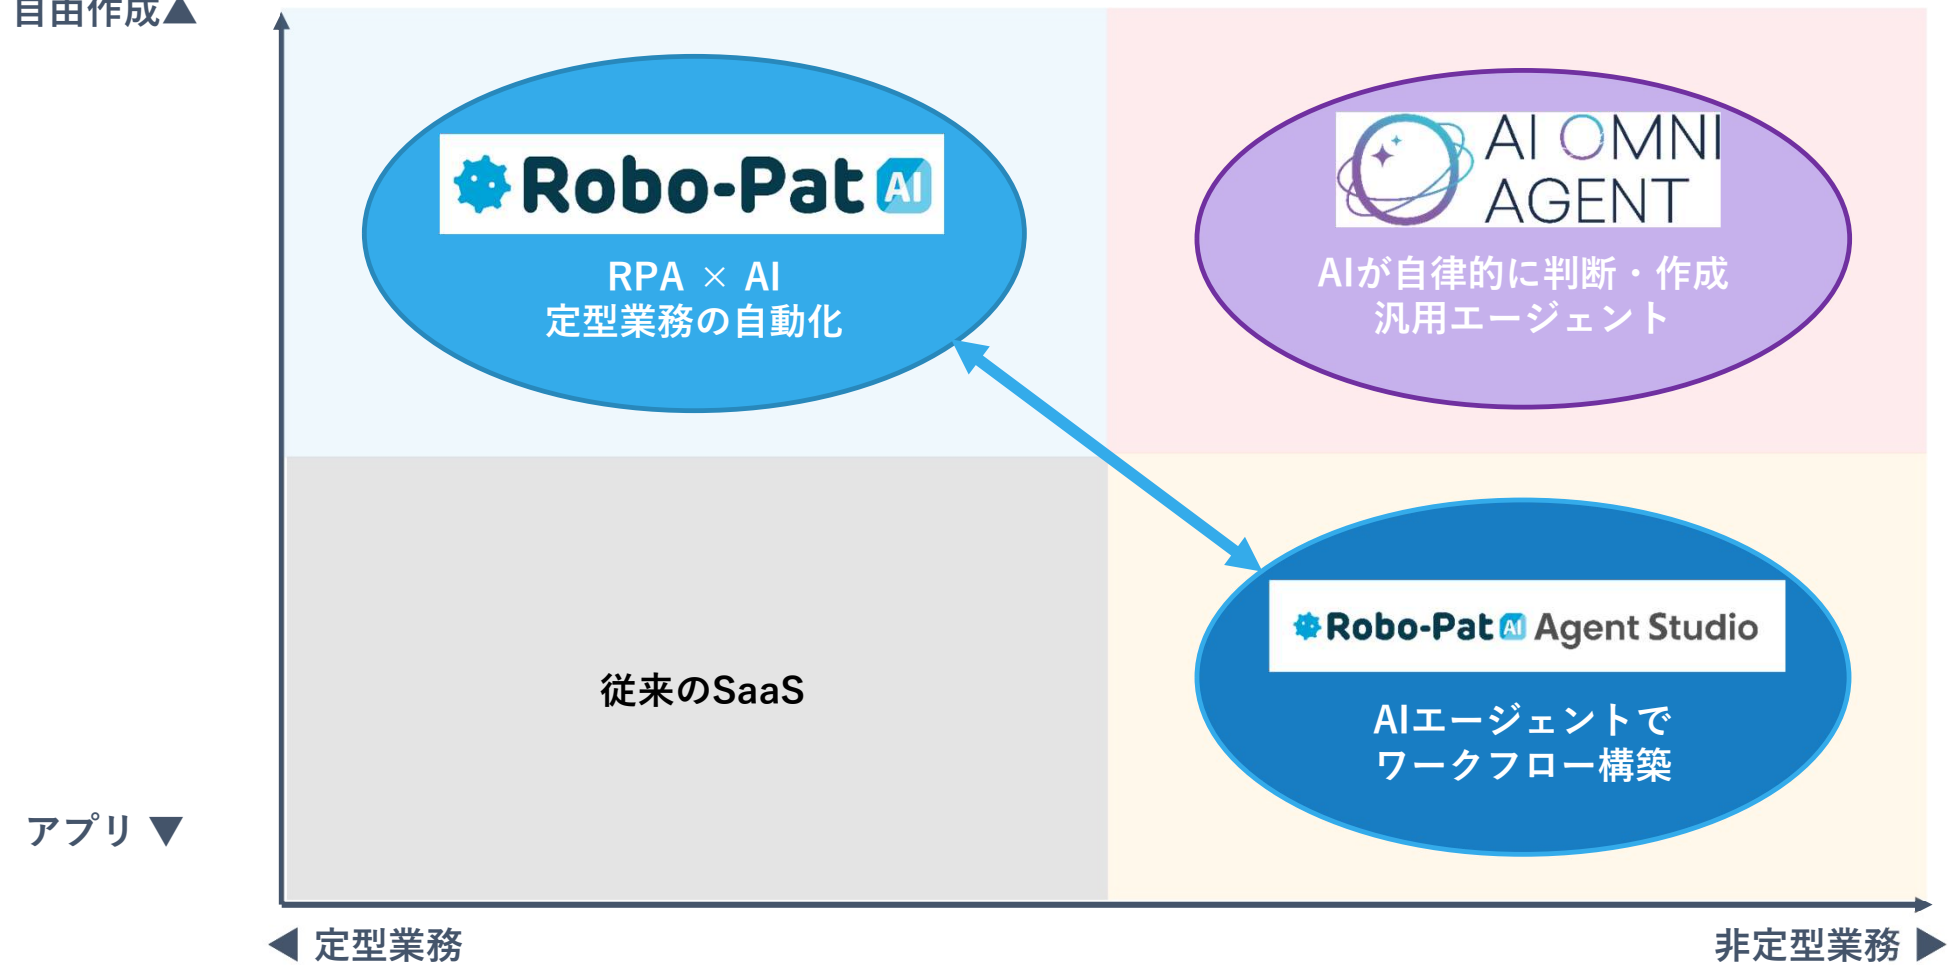 自由作成▲
Robo-Pat AI
RPA × AI
定型業務の自動化
AI OMNI
AGENT
AIが自律的に判断・作成
汎用エージェント
従来のSaaS
Robo-Pat AI Agent Studio
AIエージェントで
ワークフロー構築
アプリ ▼
◀ 定型業務
非定型業務 ▶